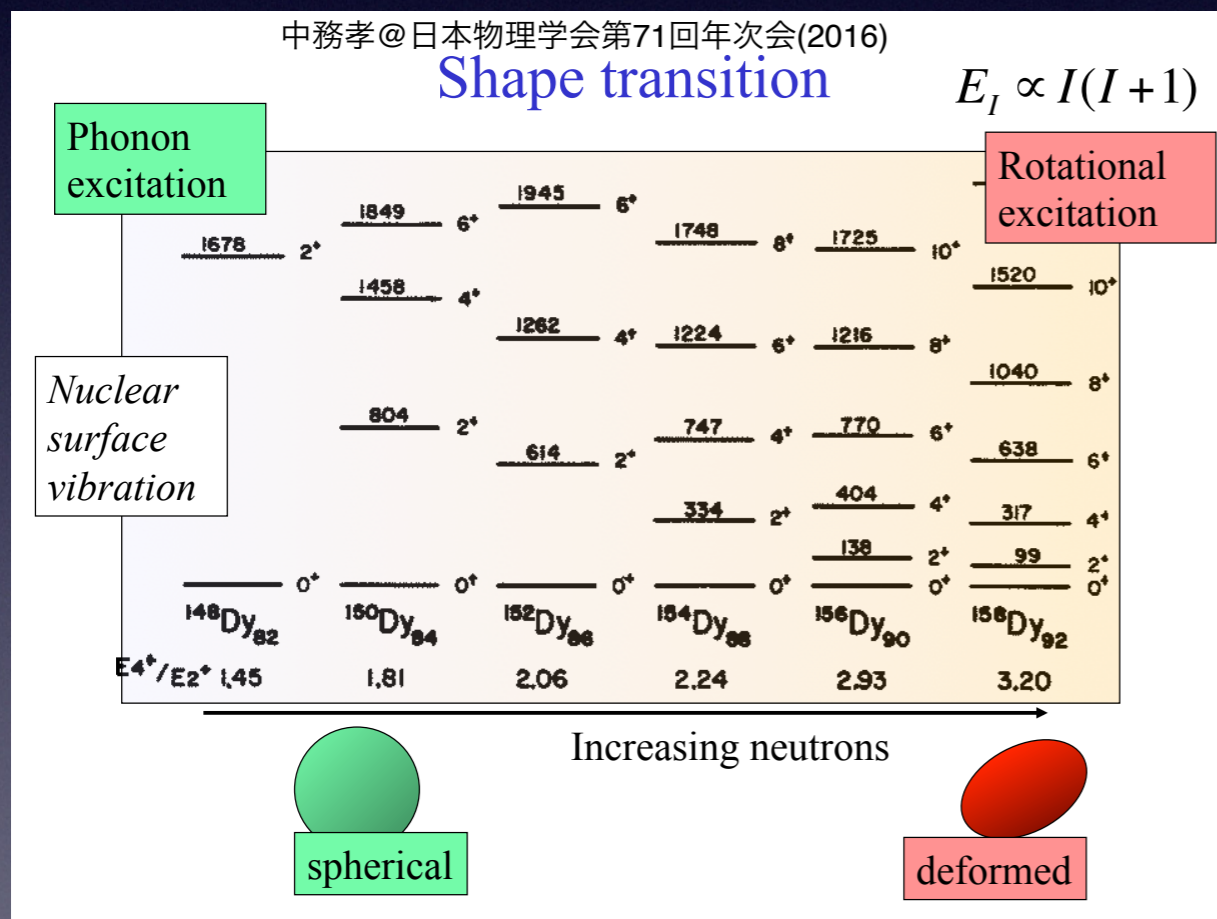 中務孝@日本物理学会第71回年次会(2016)
Shape transition
E_I ∝ I(I+1)
Phonon
excitation
Rotational
excitation
Nuclear
surface
vibration
1678 2⁺
0⁺
1849 6⁺
1458 4⁺
804 2⁺
0⁺
1945 6⁺
1262 4⁺
614 2⁺
0⁺
1748 8⁺
1224 6⁺
747 4⁺
334 2⁺
0⁺
1725 10⁺
1216 8⁺
770 6⁺
404 4⁺
138 2⁺
0⁺
1520 10⁺
1040 8⁺
638 6⁺
317 4⁺
99 2⁺
0⁺
¹⁴⁸Dy₈₂ ¹⁵⁰Dy₈₄ ¹⁵²Dy₈₆ ¹⁵⁴Dy₈₈ ¹⁵⁶Dy₉₀ ¹⁵⁸Dy₉₂
E4⁺/E2⁺ 1.45 1.81 2.06 2.24 2.93 3.20
Increasing neutrons
spherical
deformed